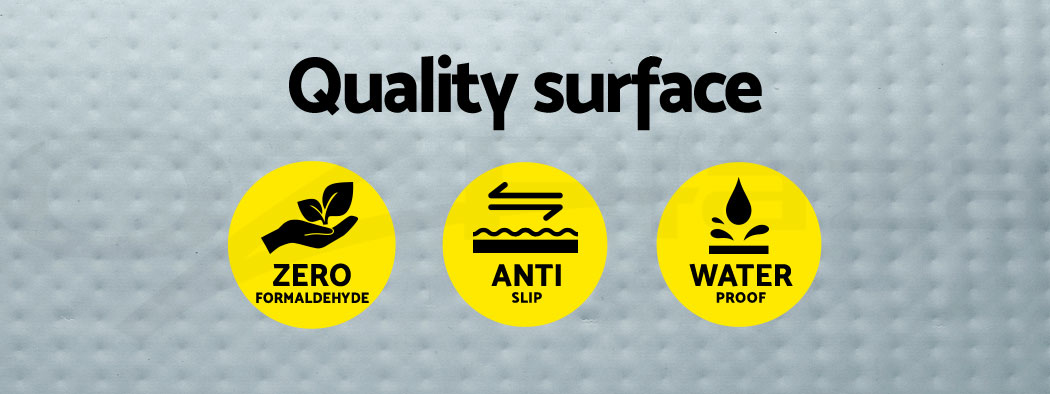 Quality surface
ZERO
FORMALDEHYDE
ANTI
SLIP
WATER
PROOF